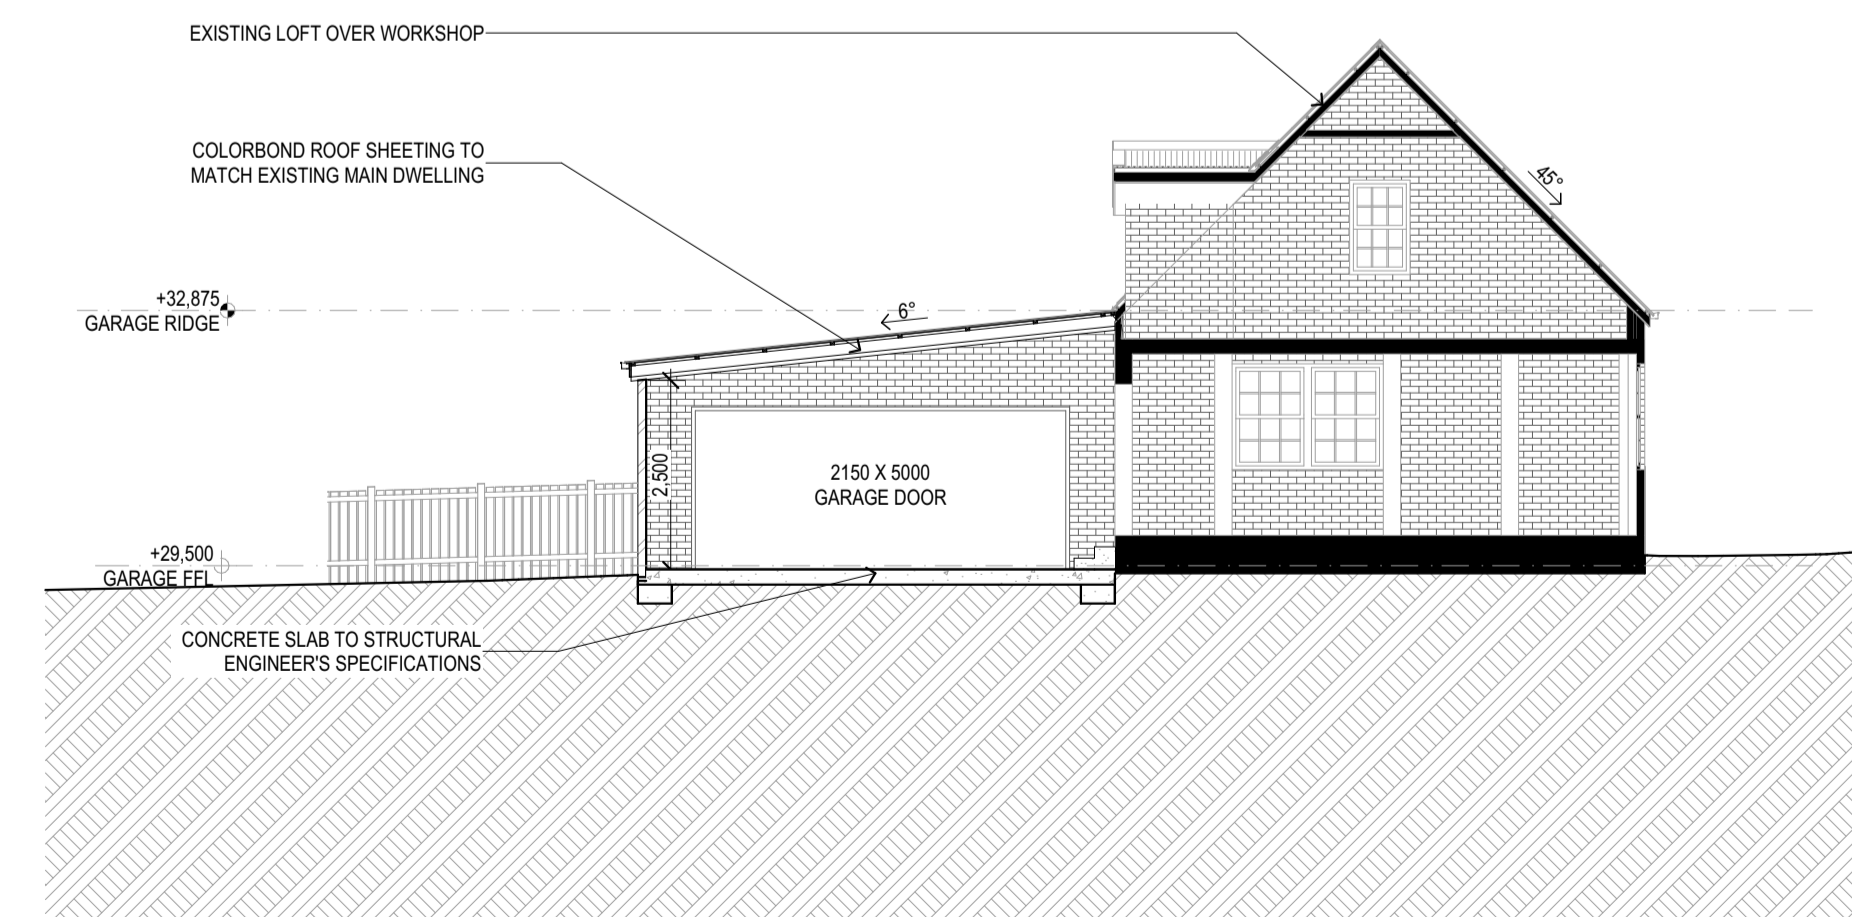 EXISTING LOFT OVER WORKSHOP
COLORBOND ROOF SHEETING TO
MATCH EXISTING MAIN DWELLING
45°
+32,875
GARAGE RIDGE
6°
2,500
2150 X 5000
GARAGE DOOR
+29,500
GARAGE FFL
CONCRETE SLAB TO STRUCTURAL
ENGINEER'S SPECIFICATIONS